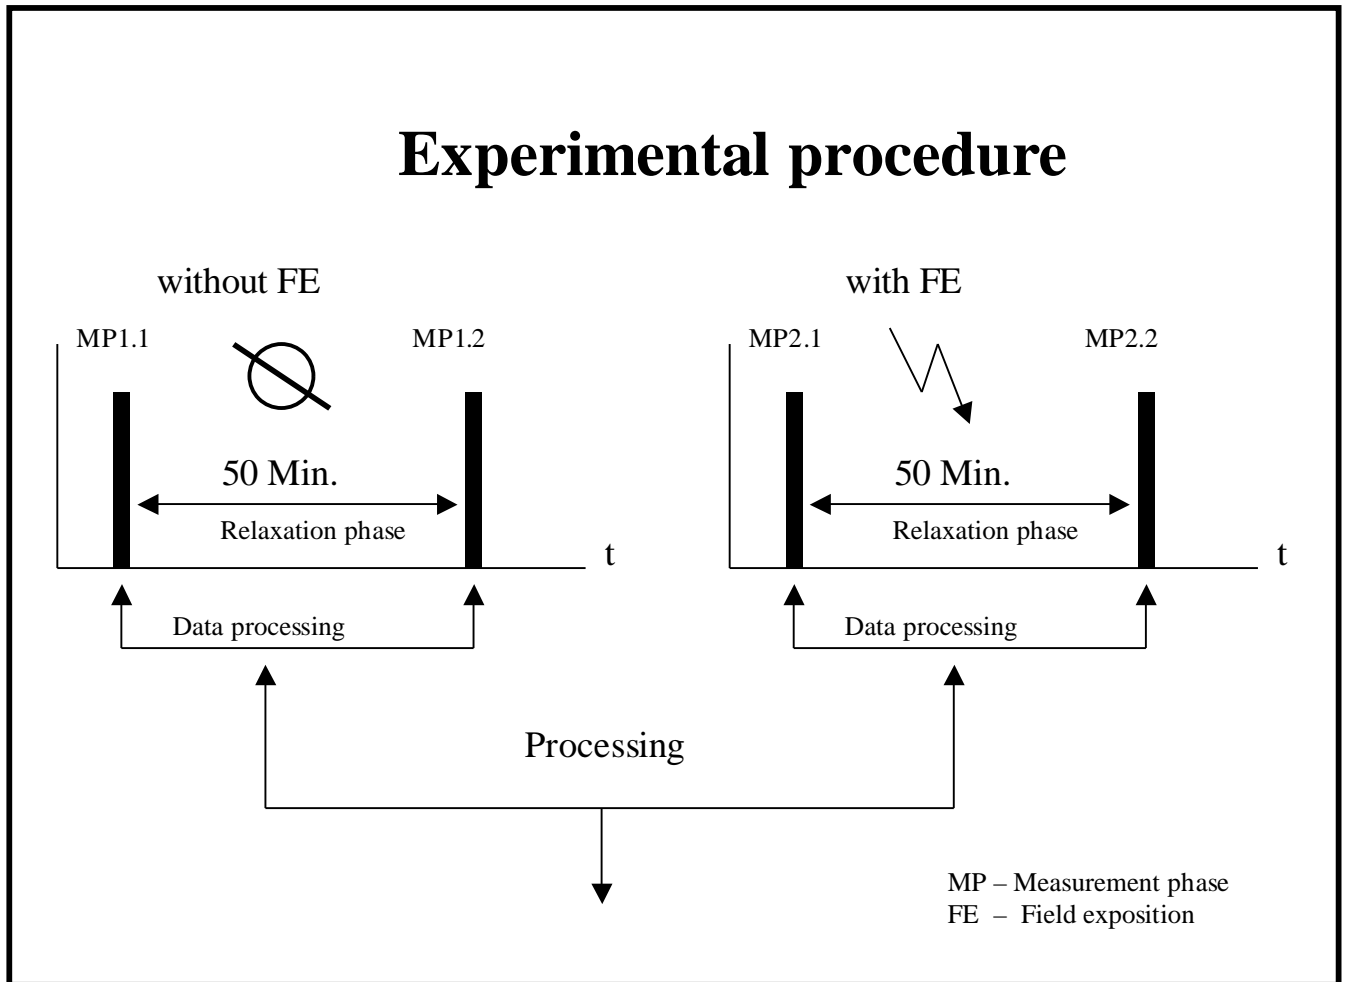 Experimental procedure
without FE
with FE
MP1.1
MP1.2
MP2.1
MP2.2
50 Min.
50 Min.
Relaxation phase
Relaxation phase
t
t
Data processing
Data processing
Processing
MP – Measurement phase
FE – Field exposition